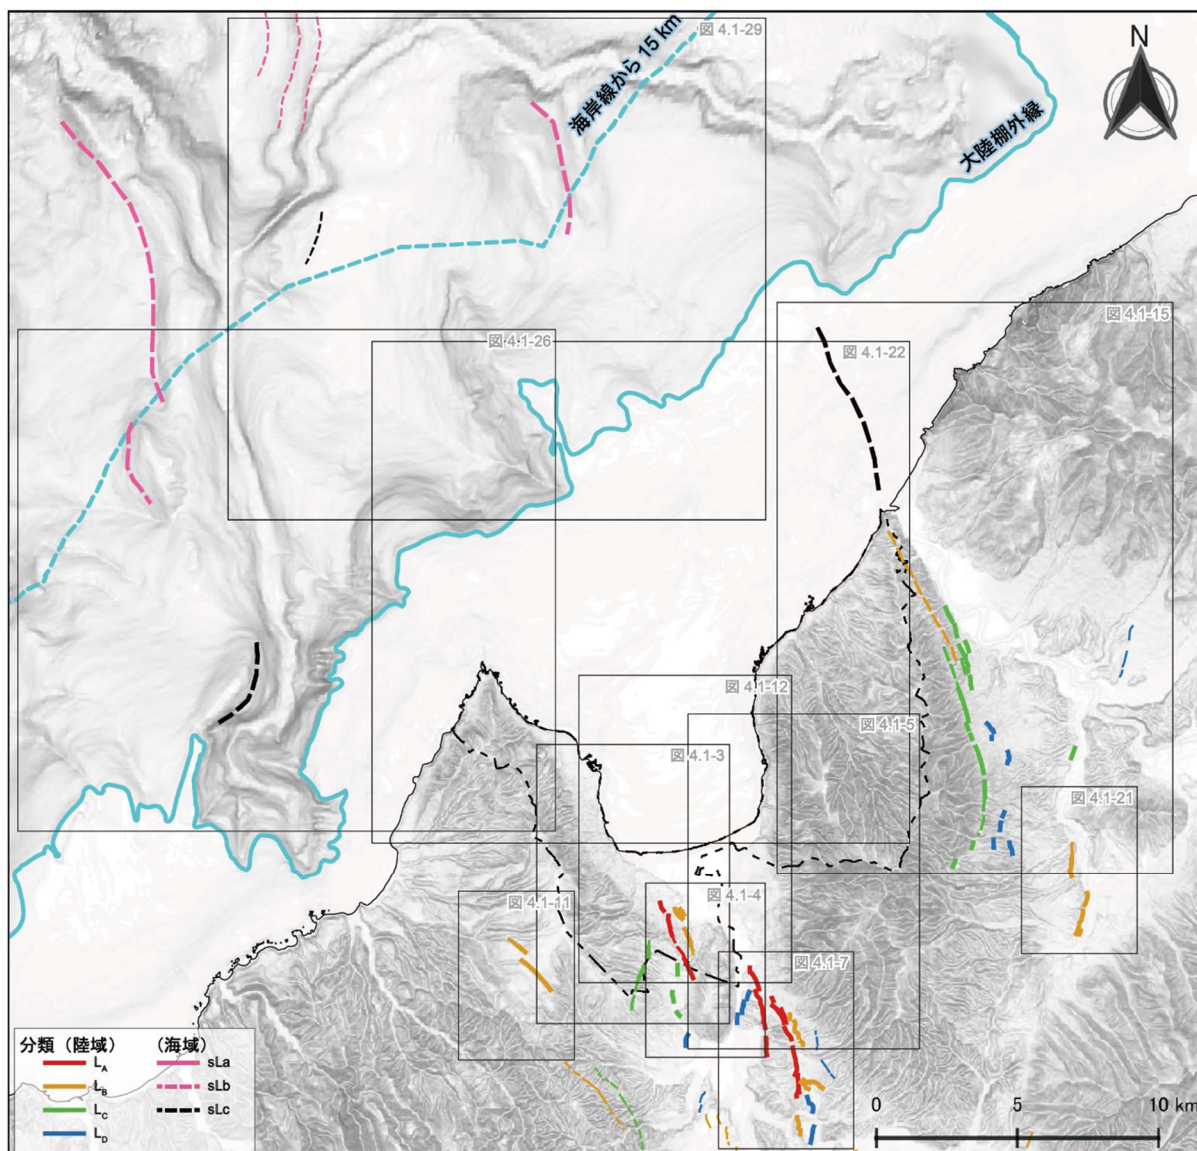 図 4.1-29
海岸線から 15 km
N
大陸棚外縁
図 4.1-15
図 4.1-26
図 4.1-22
図 4.1-12
図 4.1-5
図 4.1-3
図 4.1-21
図 4.1-4
図 4.1-11
図 4.1-7
分類（陸域） （海域）
LA sLa
LB sLb
LC sLc
LD
0 5 10 km